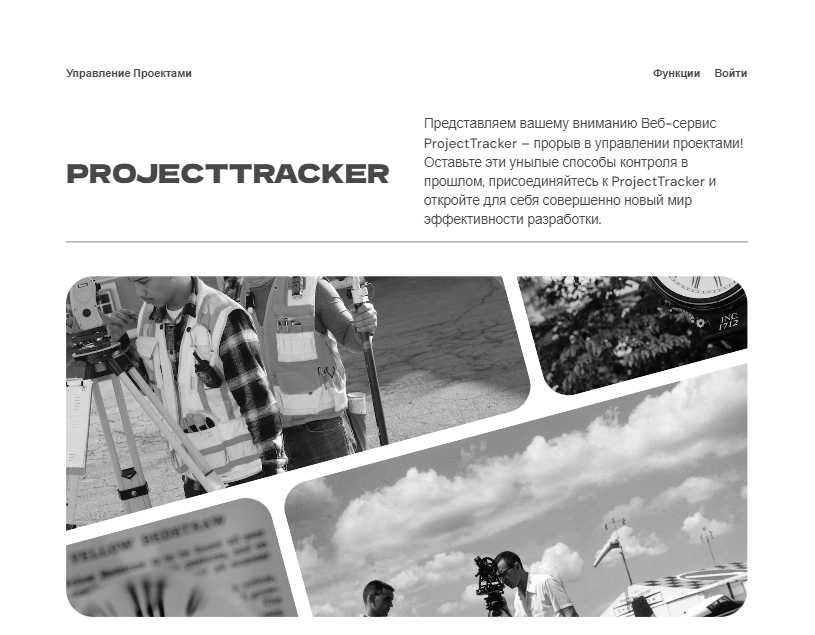 Управление Проектами
Функции
Войти
PROJECTTRACKER
Представляем вашему вниманию Веб-сервис
ProjectTracker – прорыв в управлении проектами!
Оставьте эти унылые способы контроля в
прошлом, присоединяйтесь к ProjectTracker и
откройте для себя совершенно новый мир
эффективности разработки.
INC
1712